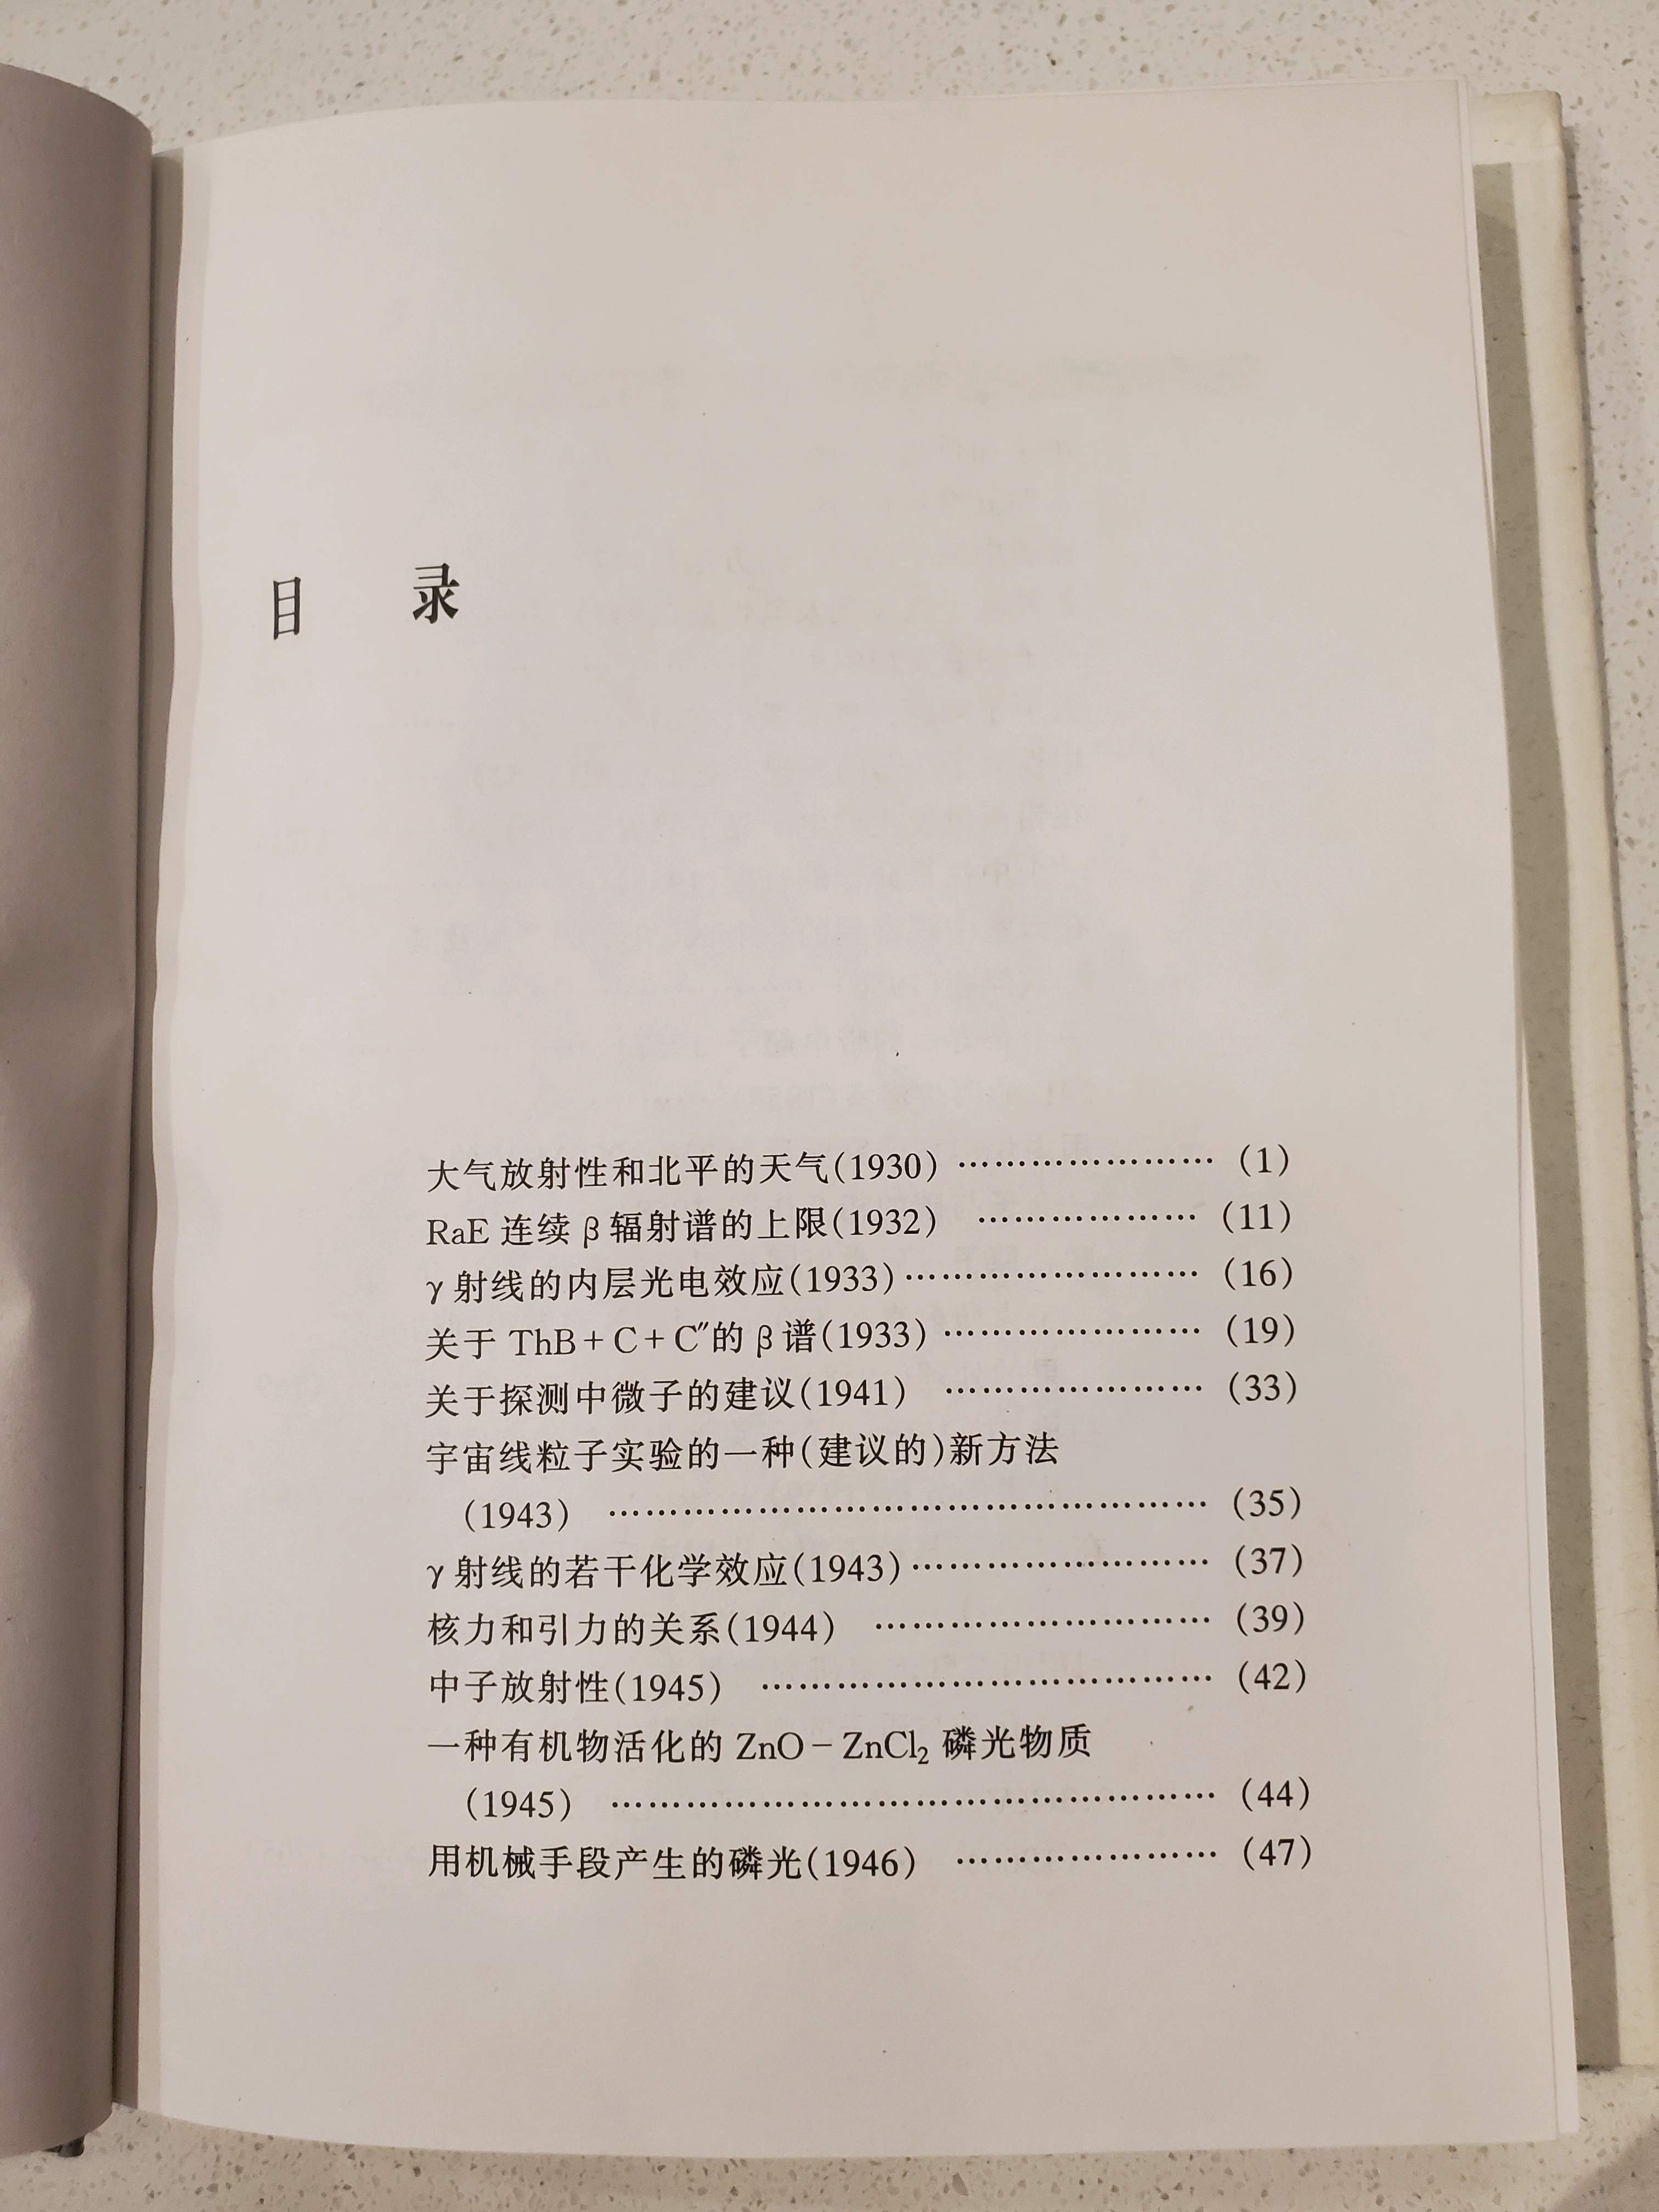 目 录
大气放射性和北平的天气(1930) …………………… (1)
RaE 连续 β 辐射谱的上限(1932) ………………… (11)
γ 射线的内层光电效应(1933) ……………………… (16)
关于 ThB+C+C″的 β 谱(1933) …………………… (19)
关于探测中微子的建议(1941) …………………… (33)
宇宙线粒子实验的一种(建议的)新方法
(1943) ……………………………………………… (35)
γ 射线的若干化学效应(1943) ……………………… (37)
核力和引力的关系(1944) ………………………… (39)
中子放射性(1945) …………………………………… (42)
一种有机物活化的 ZnO－ZnCl₂ 磷光物质
(1945) ……………………………………………… (44)
用机械手段产生的磷光(1946) …………………… (47)